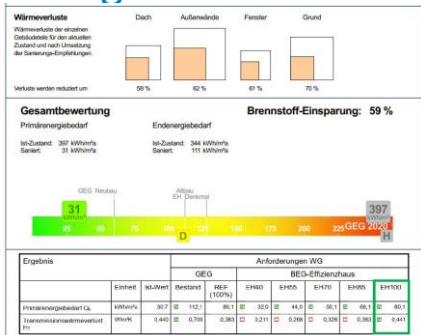 Wärmeverluste
Dach Außenwände Fenster Grund
Wärmeverluste der einzelnen
Gebäudeteile für den aktuellen
Zustand und nach Umsetzung
der Sanierungs-Empfehlungen.
Verluste werden reduziert um 58 % 62 % 61 % 70 %
Gesamtbewertung Brennstoff-Einsparung: 59 %
Primärenergiebedarf Endenergiebedarf
Ist-Zustand: 397 kWh/m²a Ist-Zustand: 344 kWh/m²a
Saniert: 31 kWh/m²a Saniert: 111 kWh/m²a
GEG Neubau Altbau
EH Denkmal
31 397
kWh/m²a kWh/m²a
25 50 75 100 125 150 175 200 225 GEG 2020
D H
Ergebnis Anforderungen WG
GEG BEG-Effizienzhaus
Einheit Ist-Wert Bestand REF EH40 EH55 EH70 EH85 EH100
(100%)
Primärenergiebedarf Qₚ kWh/m²a 30,7 112,1 80,1 32,0 44,0 56,1 68,1 80,1
Transmissionswärmeverlust W/m²K 0,440 0,383 0,211 0,268 0,441